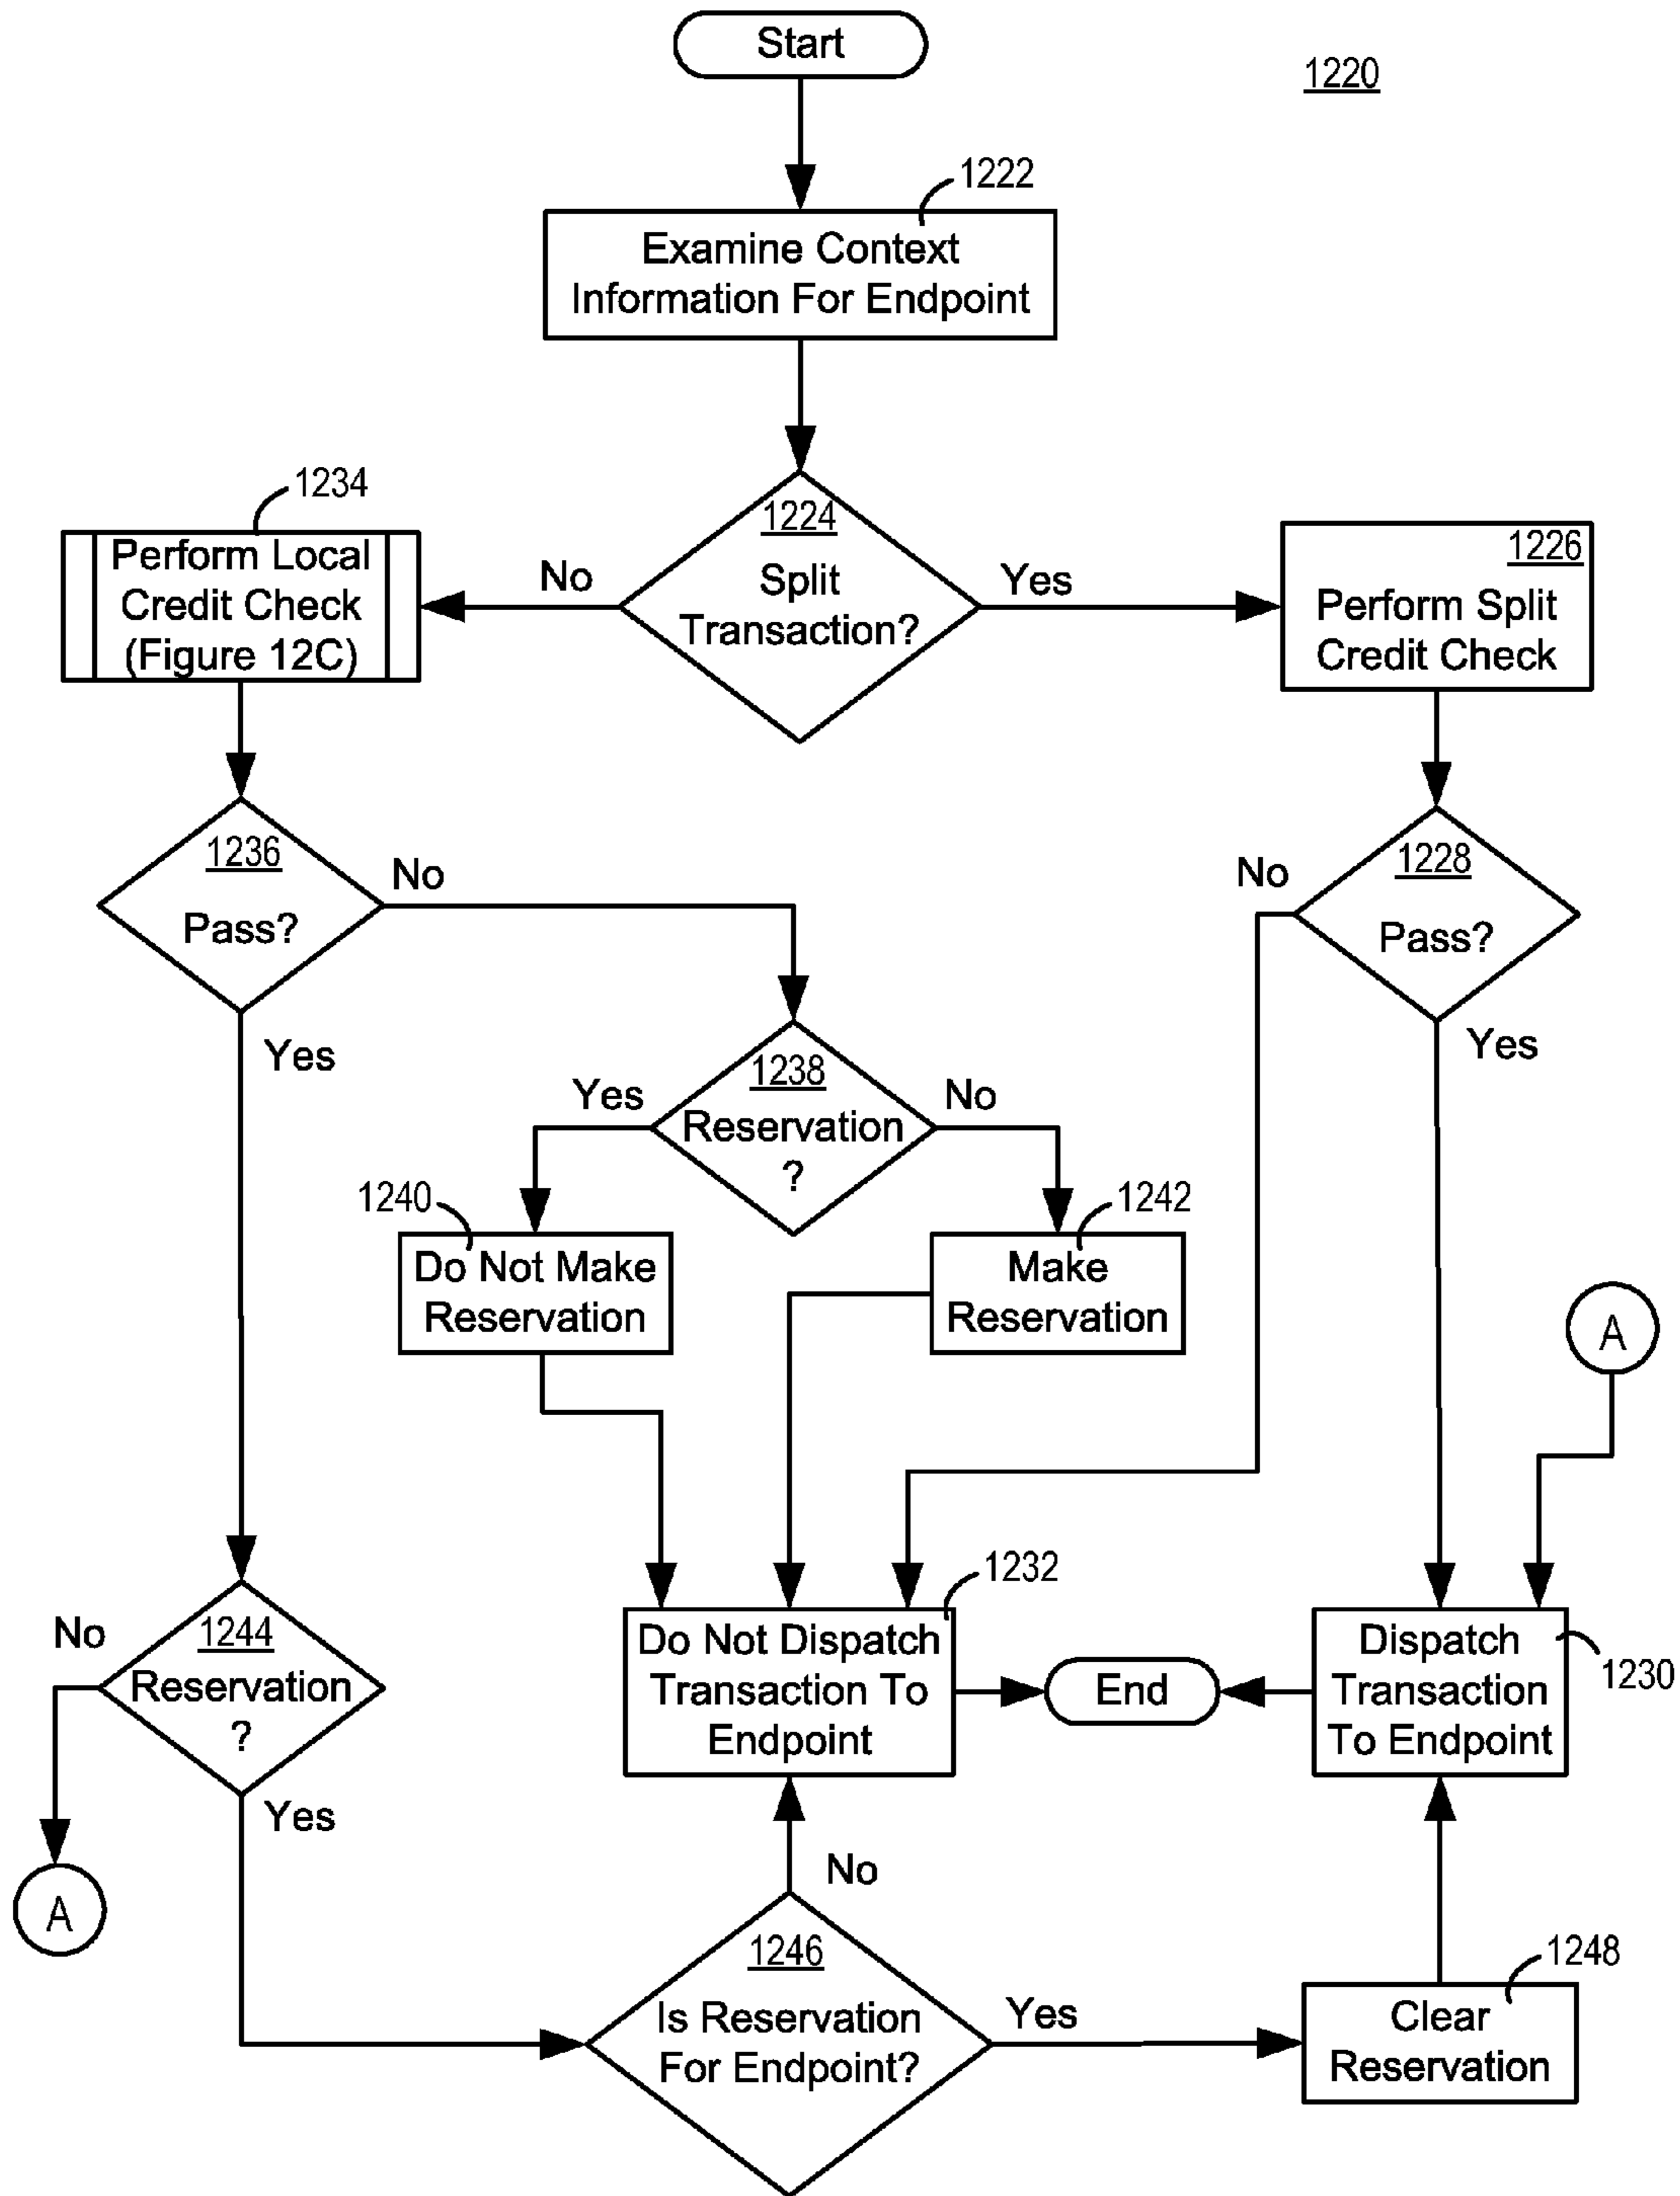 Start
1220
1222
Examine Context
Information For Endpoint
1234
1224
Split
Transaction?
No
Yes
Perform Local
Credit Check
(Figure 12C)
1226
Perform Split
Credit Check
1236
Pass?
No
Yes
1228
Pass?
No
Yes
1238
Reservation
?
Yes
No
1240
Do Not Make
Reservation
1242
Make
Reservation
A
1232
Do Not Dispatch
Transaction To
Endpoint
End
Dispatch
Transaction
To Endpoint
1230
No
1244
Reservation
?
Yes
A
No
1246
Is Reservation
For Endpoint?
Yes
1248
Clear
Reservation